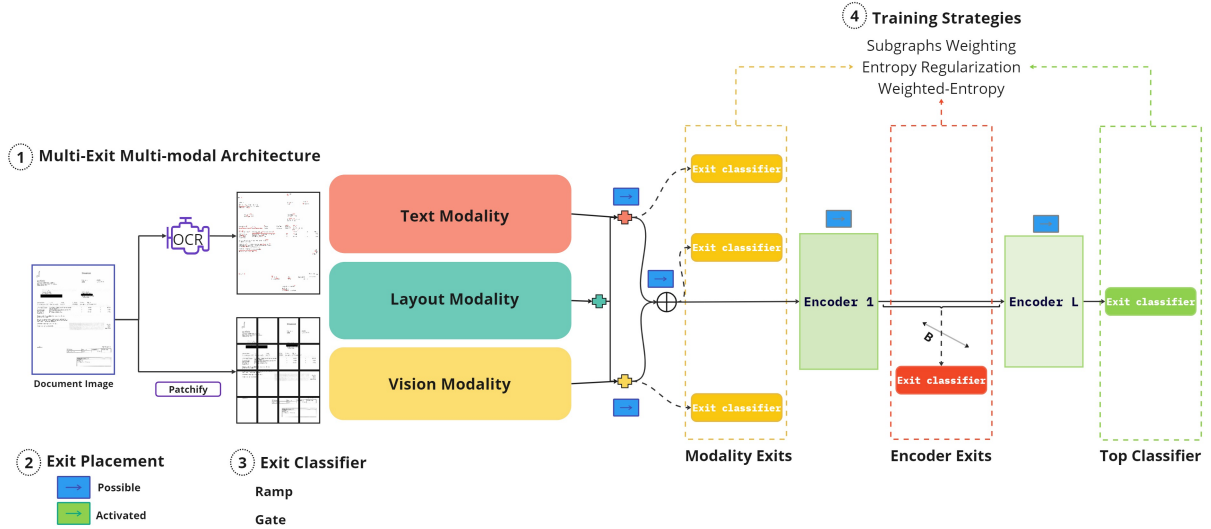 4 Training Strategies
Subgraphs Weighting
Entropy Regularization
Weighted-Entropy
1 Multi-Exit Multi-modal Architecture
OCR
Document Image
Patchify
Text Modality
Layout Modality
Vision Modality
Exit classifier
Exit classifier
Exit classifier
Modality Exits
Encoder 1
B
Exit classifier
Encoder Exits
Encoder L
Exit classifier
Top Classifier
2 Exit Placement
Possible
Activated
3 Exit Classifier
Ramp
Gate